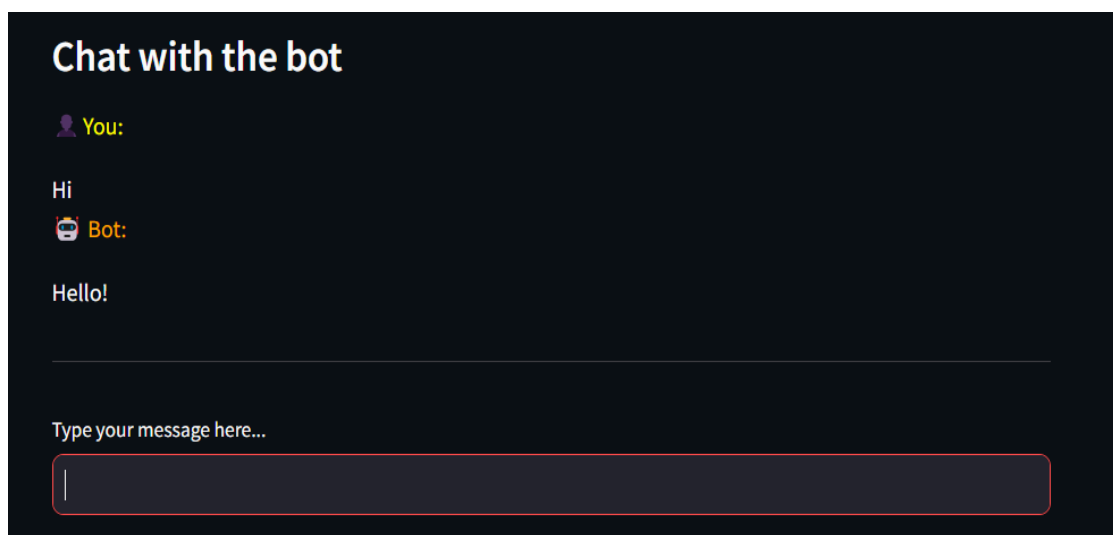 Chat with the bot
You:
Hi
Bot:
Hello!
Type your message here...